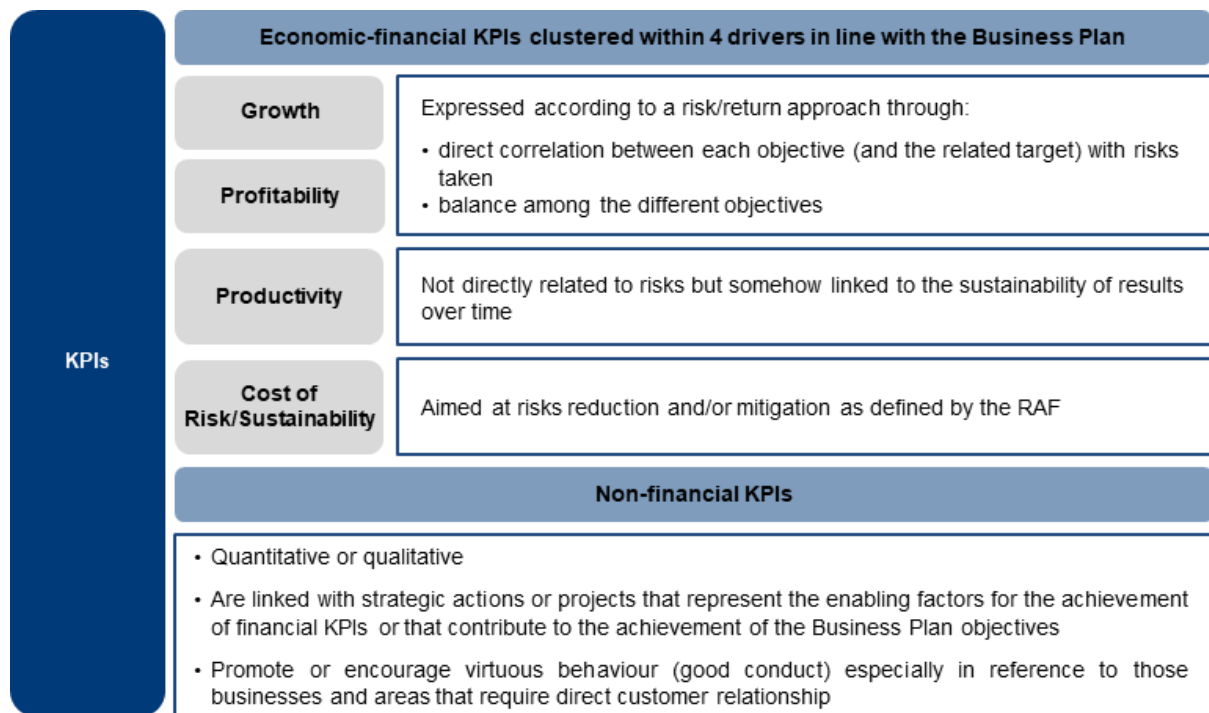 KPIs
Economic-financial KPIs clustered within 4 drivers in line with the Business Plan
Growth
Profitability
Expressed according to a risk/return approach through:
• direct correlation between each objective (and the related target) with risks
taken
• balance among the different objectives
Productivity
Not directly related to risks but somehow linked to the sustainability of results
over time
Cost of
Risk/Sustainability
Aimed at risks reduction and/or mitigation as defined by the RAF
Non-financial KPIs
• Quantitative or qualitative
• Are linked with strategic actions or projects that represent the enabling factors for the achievement
of financial KPIs or that contribute to the achievement of the Business Plan objectives
• Promote or encourage virtuous behaviour (good conduct) especially in reference to those
businesses and areas that require direct customer relationship